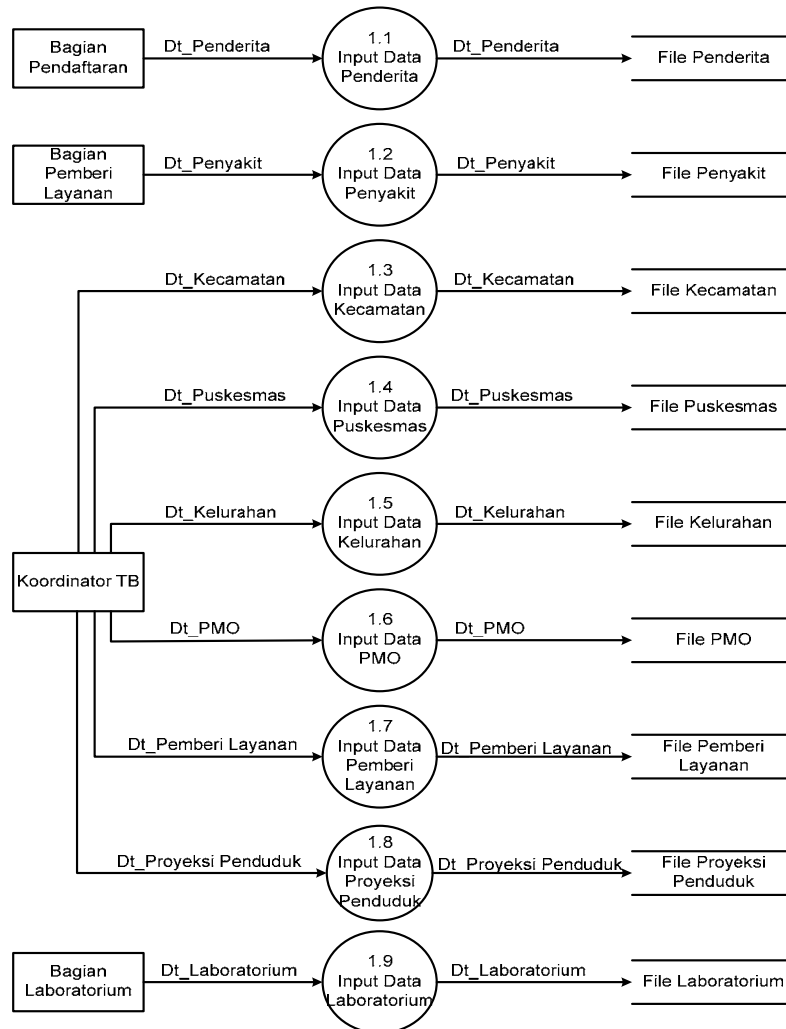 Bagian
Pendaftaran
Dt_Penderita
1.1
Input Data
Penderita
Dt_Penderita
File Penderita
Bagian
Pemberi
Layanan
Dt_Penyakit
1.2
Input Data
Penyakit
Dt_Penyakit
File Penyakit
Dt_Kecamatan
1.3
Input Data
Kecamatan
Dt_Kecamatan
File Kecamatan
Dt_Puskesmas
1.4
Input Data
Puskesmas
Dt_Puskesmas
File Puskesmas
Dt_Kelurahan
1.5
Input Data
Kelurahan
Dt_Kelurahan
File Kelurahan
Koordinator TB
Dt_PMO
1.6
Input Data
PMO
Dt_PMO
File PMO
Dt_Pemberi Layanan
1.7
Input Data
Pemberi
Layanan
Dt_Pemberi Layanan
File Pemberi
Layanan
Dt_Proyeksi Penduduk
1.8
Input Data
Proyeksi
Penduduk
Dt_Proyeksi Penduduk
File Proyeksi
Penduduk
Bagian
Laboratorium
Dt_Laboratorium
1.9
Input Data
Laboratorium
Dt_Laboratorium
File Laboratorium